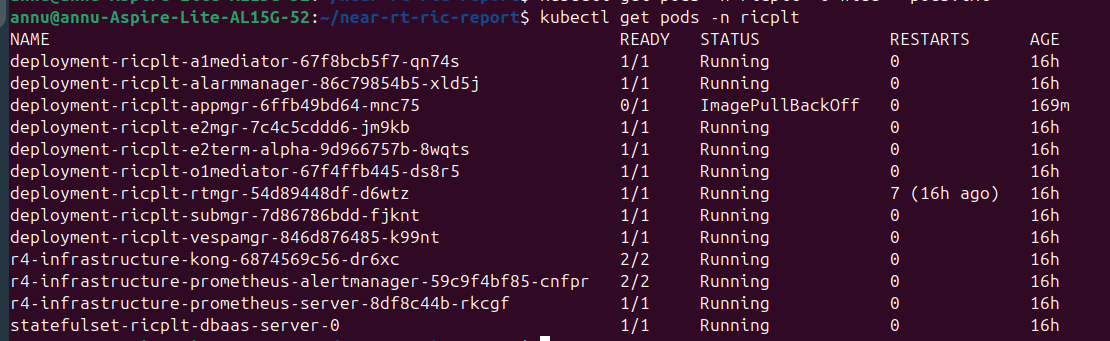 annu@annu-Aspire-Lite-AL15G-52:~/near-rt-ric-report$ kubectl get pods -n ricplt
NAME READY STATUS RESTARTS AGE
deployment-ricplt-a1mediator-67f8bcb5f7-qn74s 1/1 Running 0 16h
deployment-ricplt-alarmmanager-86c79854b5-xld5j 1/1 Running 0 16h
deployment-ricplt-appmgr-6ffb49bd64-mnc75 0/1 ImagePullBackOff 0 169m
deployment-ricplt-e2mgr-7c4c5cddd6-jm9kb 1/1 Running 0 16h
deployment-ricplt-e2term-alpha-9d966757b-8wqts 1/1 Running 0 16h
deployment-ricplt-o1mediator-67f4ffb445-ds8r5 1/1 Running 0 16h
deployment-ricplt-rtmgr-54d89448df-d6wtz 1/1 Running 7 (16h ago) 16h
deployment-ricplt-submgr-7d86786bdd-fjknt 1/1 Running 0 16h
deployment-ricplt-vespamgr-846d876485-k99nt 1/1 Running 0 16h
r4-infrastructure-kong-6874569c56-dr6xc 2/2 Running 0 16h
r4-infrastructure-prometheus-alertmanager-59c9f4bf85-cnfpr 2/2 Running 0 16h
r4-infrastructure-prometheus-server-8df8c44b-rkcgf 1/1 Running 0 16h
statefulset-ricplt-dbaas-server-0 1/1 Running 0 16h